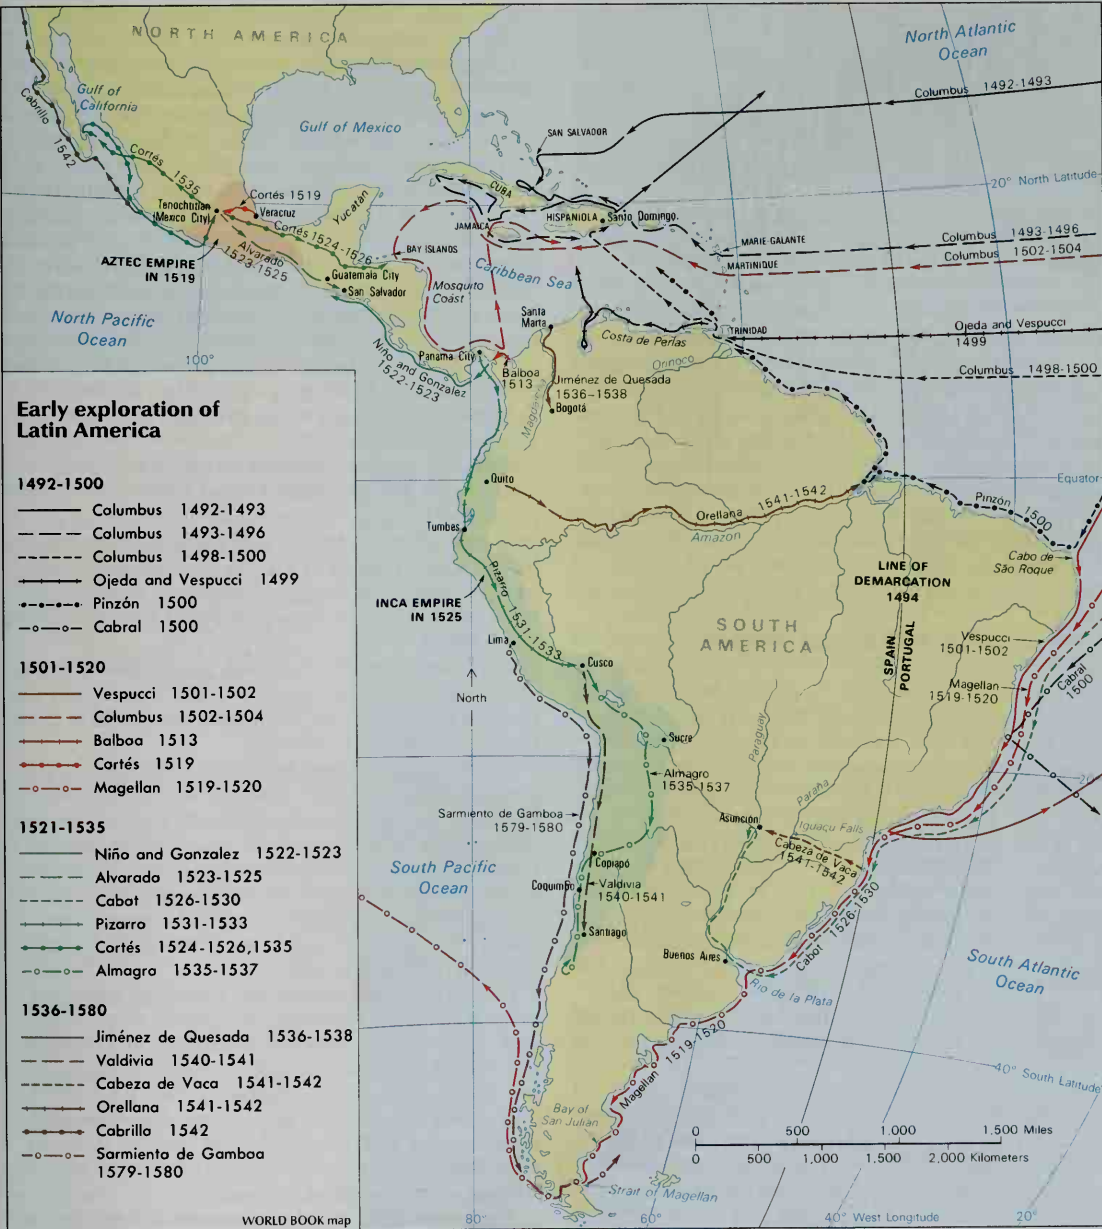 NORTH AMERICA
North Atlantic
Ocean
Gulf of
California
Cabrillo
1542
Gulf of Mexico
Columbus 1492-1493
SAN SALVADOR
Cortés
1535
CUBA
20° North Latitude
Cortés 1519
Tenochtitlan
(Mexico City)
Veracruz
Yucatán
HISPANIOLA
Santo Domingo
JAMAICA
Cortés 1524-1526
Alvarado
1523-1525
BAY ISLANDS
MARIE-GALANTE
Columbus 1493-1496
Columbus 1502-1504
MARTINIQUE
AZTEC EMPIRE
IN 1519
Guatemala City
San Salvador
Mosquito
Coast
Caribbean Sea
North Pacific
Ocean
Santa
Marta
Costa de Perlas
TRINIDAD
Ojeda and Vespucci
1499
100°
Niño and Gonzalez
1522-1523
Panama City
Balboa
1513
Orinoco
Columbus 1498-1500
Jiménez de Quesada
1536-1538
Magdalena
Bogotá
Early exploration of
Latin America
1492-1500
Columbus 1492-1493
Columbus 1493-1496
Columbus 1498-1500
Ojeda and Vespucci 1499
Pinzón 1500
Cabral 1500
1501-1520
Vespucci 1501-1502
Columbus 1502-1504
Balboa 1513
Cortés 1519
Magellan 1519-1520
1521-1535
Niño and Gonzalez 1522-1523
Alvarado 1523-1525
Cabot 1526-1530
Pizarro 1531-1533
Cortés 1524-1526,1535
Almagro 1535-1537
1536-1580
Jiménez de Quesada 1536-1538
Valdivia 1540-1541
Cabeza de Vaca 1541-1542
Orellana 1541-1542
Cabrillo 1542
Sarmiento de Gamboa
1579-1580
WORLD BOOK map
Quito
Equator
Orellana 1541-1542
Amazon
Pinzón 1500
Tumbes
Cabo de
São Roque
Pizarro 1531-1533
INCA EMPIRE
IN 1525
LINE OF
DEMARCATION
1494
SPAIN
PORTUGAL
SOUTH
AMERICA
Lima
Cusco
Vespucci
1501-1502
Magellan
1519-1520
Cabral
1500
North
Sucre
Paraguay
Almagro
1535-1537
20°
Paraña
Sarmiento de Gamboa
1579-1580
Asunción
Iguaçu Falls
Cabeza de Vaca
1541-1542
Copiapó
South Pacific
Ocean
Coquimbo
Valdivia
1540-1541
Santiago
Buenos Aires
Cabot 1526-1530
Rio de la Plata
South Atlantic
Ocean
Magellan 1519-1520
40° South Latitude
Bay of
San Julián
0 500 1,000 1,500 Miles
0 500 1,000 1,500 2,000 Kilometers
Strait of Magellan
80°
60°
40° West Longitude
20°